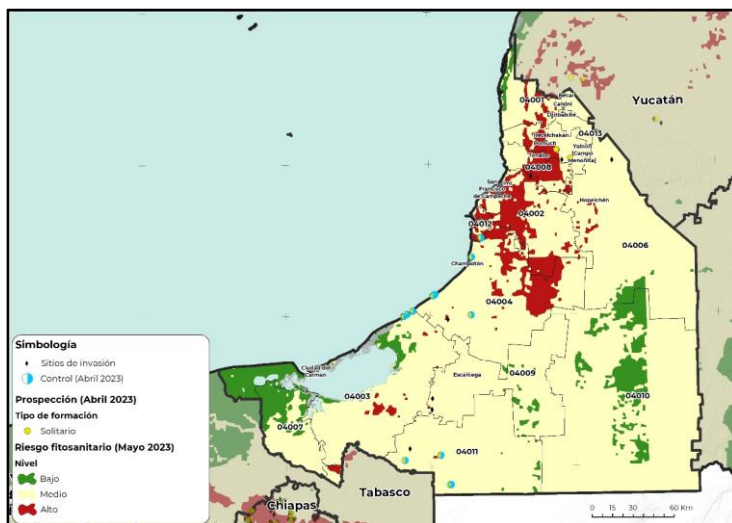 Becal
Calkiní
04001
Dzitbalché
Yucatán
Hecelchakán
04013
Pomuch
Tenabo
04008
San
Francisco
de Campeche
Hopelchén
04002
04012
04006
Champotón
04004
Simbología
Sitios de invasión
Control (Abril 2023)
Prospección (Abril 2023)
Tipo de formación
Solitario
Riesgo fitosanitario (Mayo 2023)
Nivel
Bajo
Medio
Alto
Ciudad del
Carmen
Escárcega
04009
04003
04010
04007
04011
Tabasco
Chiapas
0 15 30 60 Km